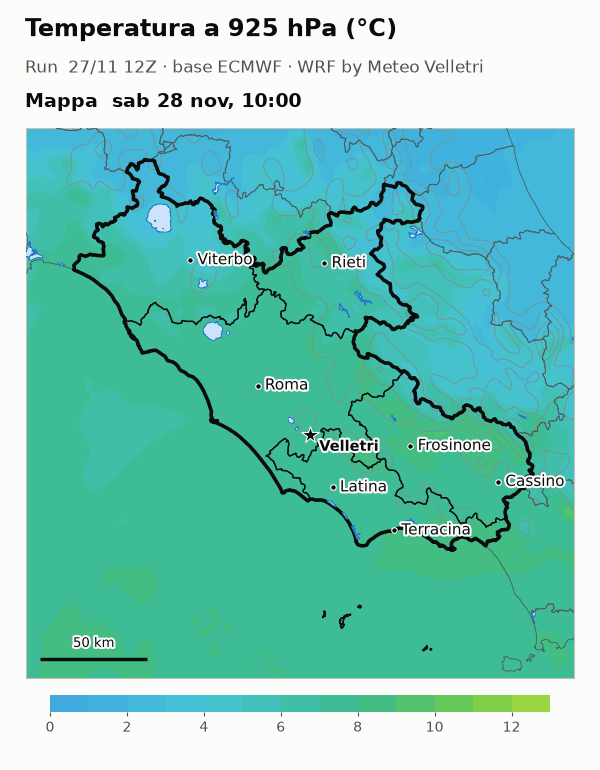 Temperatura a 925 hPa (°C)
Run  27/11 12Z · base ECMWF · WRF by Meteo Velletri
Mappa  sab 28 nov, 10:00
Viterbo
Rieti
Roma
Velletri
Frosinone
Latina
Cassino
Terracina
50 km
0 2 4 6 8 10 12